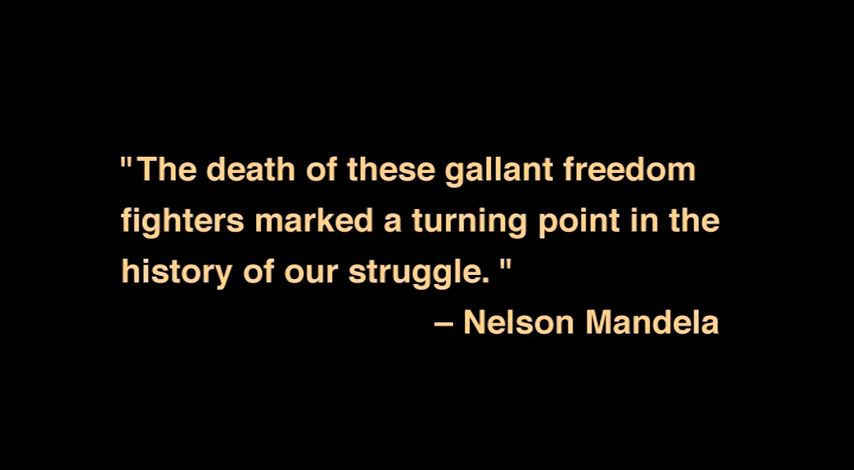 "The death of these gallant freedom
fighters marked a turning point in the
history of our struggle. "
– Nelson Mandela